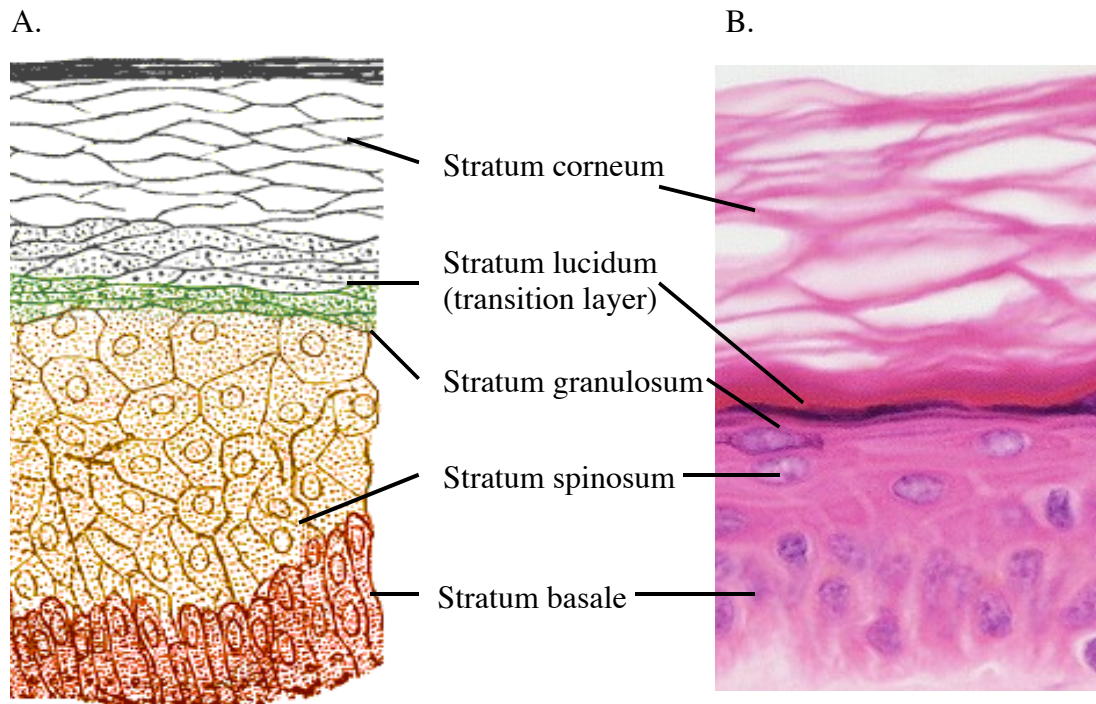 A.
B.
Stratum corneum
Stratum lucidum
(transition layer)
Stratum granulosum
Stratum spinosum
Stratum basale